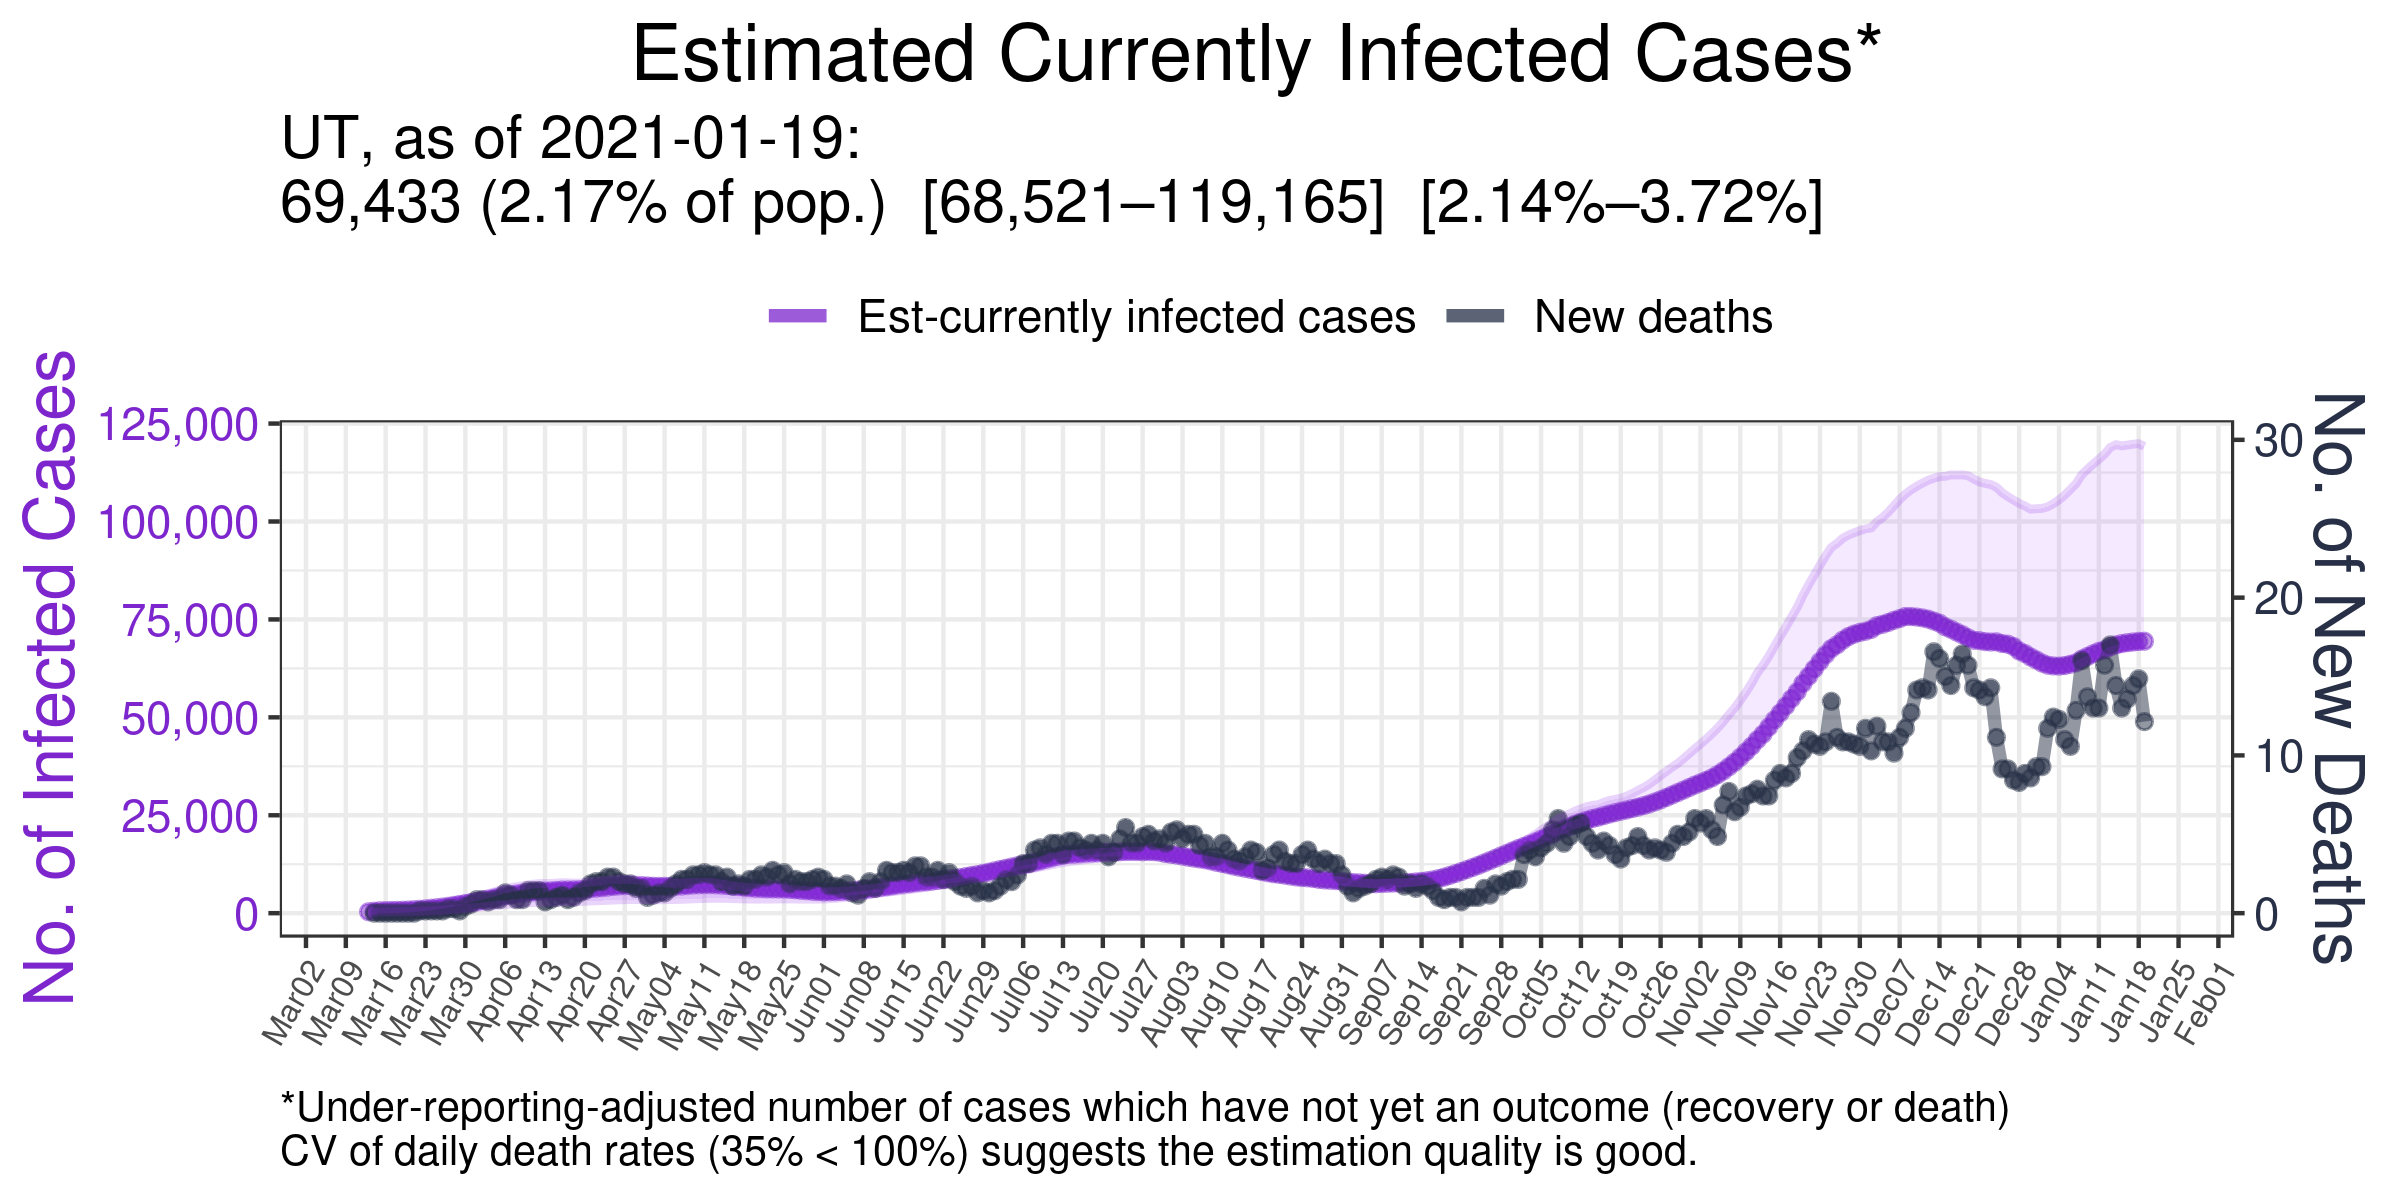 Estimated Currently Infected Cases*
UT, as of 2021-01-19:
69,433 (2.17% of pop.) [68,521–119,165] [2.14%–3.72%]
Est-currently infected cases
New deaths
No. of Infected Cases
125,000
100,000
75,000
50,000
25,000
0
30
20
10
0
No. of New Deaths
Mar02
Mar09
Mar16
Mar23
Mar30
Apr06
Apr13
Apr20
Apr27
May04
May11
May18
May25
Jun01
Jun08
Jun15
Jun22
Jun29
Jul06
Jul13
Jul20
Jul27
Aug03
Aug10
Aug17
Aug24
Aug31
Sep07
Sep14
Sep21
Sep28
Oct05
Oct12
Oct19
Oct26
Nov02
Nov09
Nov16
Nov23
Nov30
Dec07
Dec14
Dec21
Dec28
Jan04
Jan11
Jan18
Jan25
Feb01
*Under-reporting-adjusted number of cases which have not yet an outcome (recovery or death)
CV of daily death rates (35% < 100%) suggests the estimation quality is good.